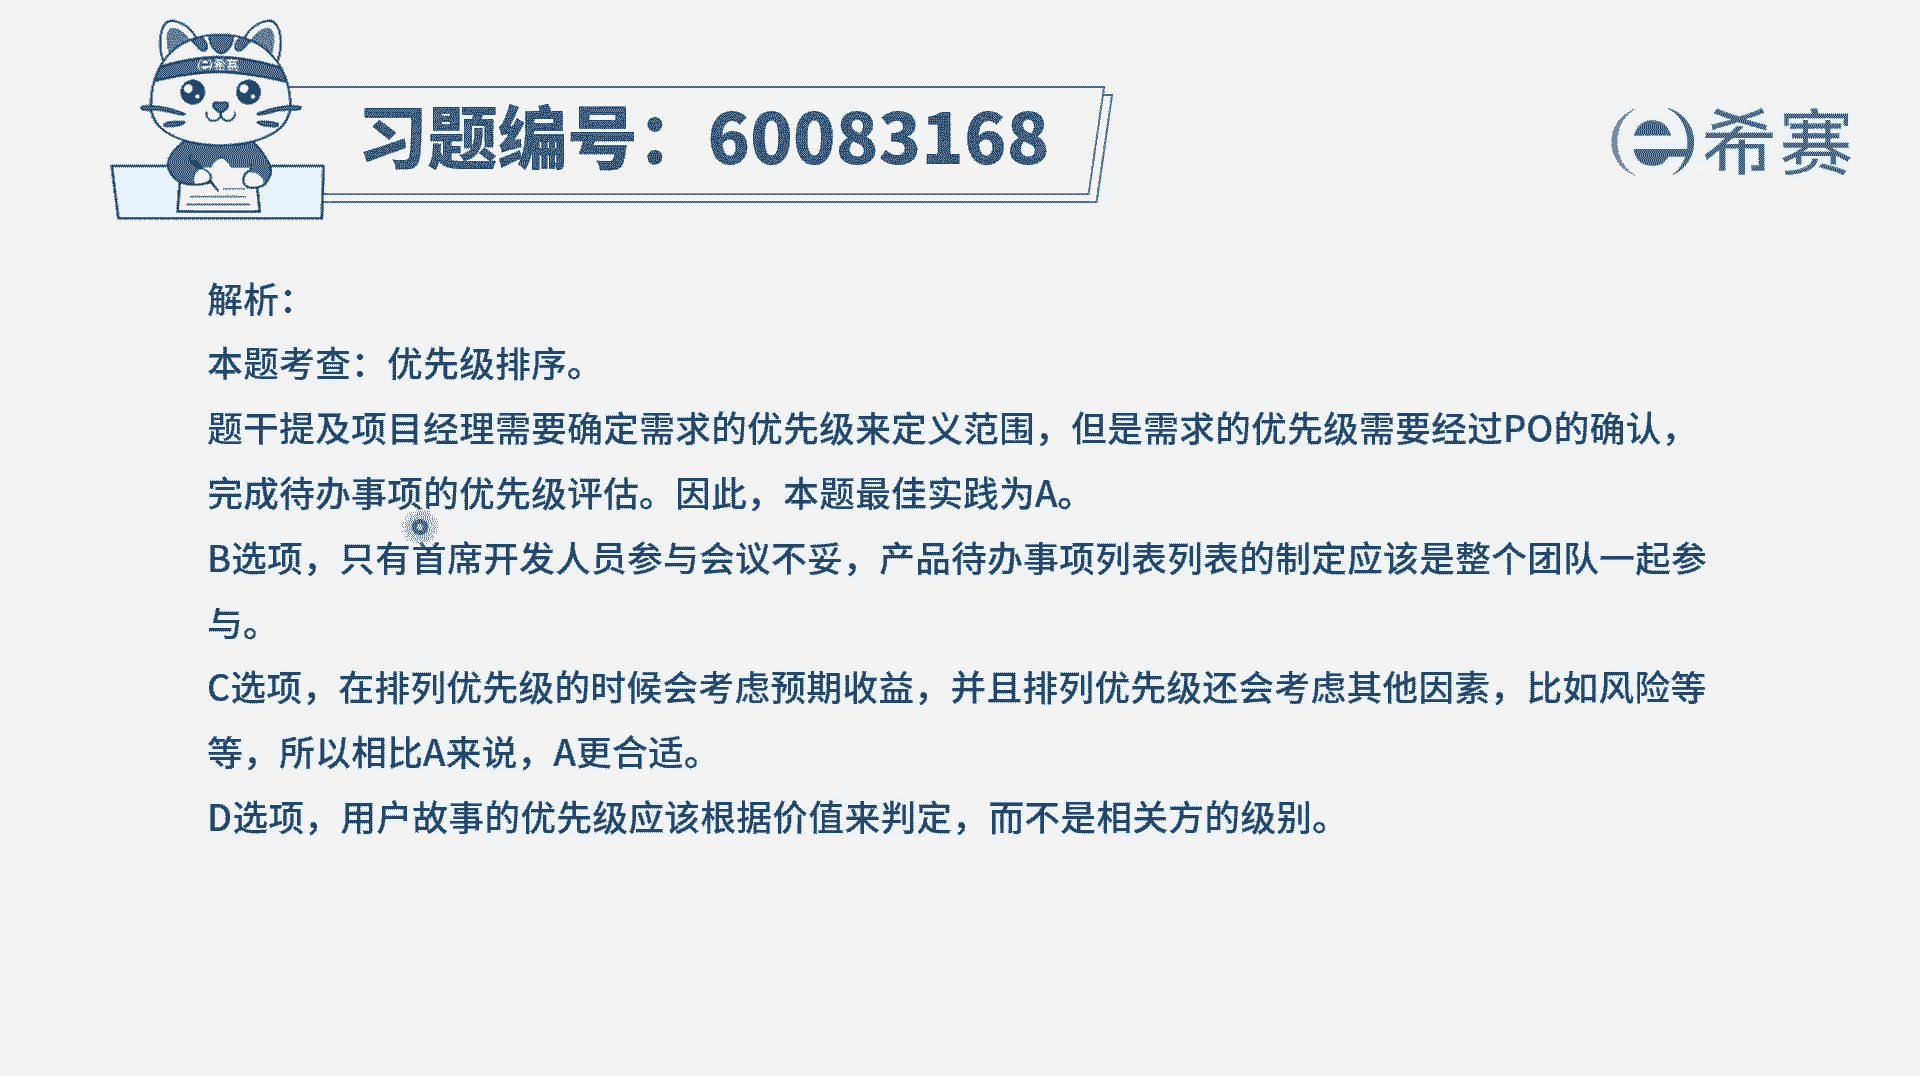 希赛
习题编号：60083168
希赛
解析：
本题考查：优先级排序。
题干提及项目经理需要确定需求的优先级来定义范围，但是需求的优先级需要经过PO的确认，
完成待办事项的优先级评估。因此，本题最佳实践为A。
B选项，只有首席开发人员参与会议不妥，产品待办事项列表列表的制定应该是整个团队一起参
与。
C选项，在排列优先级的时候会考虑预期收益，并且排列优先级还会考虑其他因素，比如风险等
等，所以相比A来说，A更合适。
D选项，用户故事的优先级应该根据价值来判定，而不是相关方的级别。